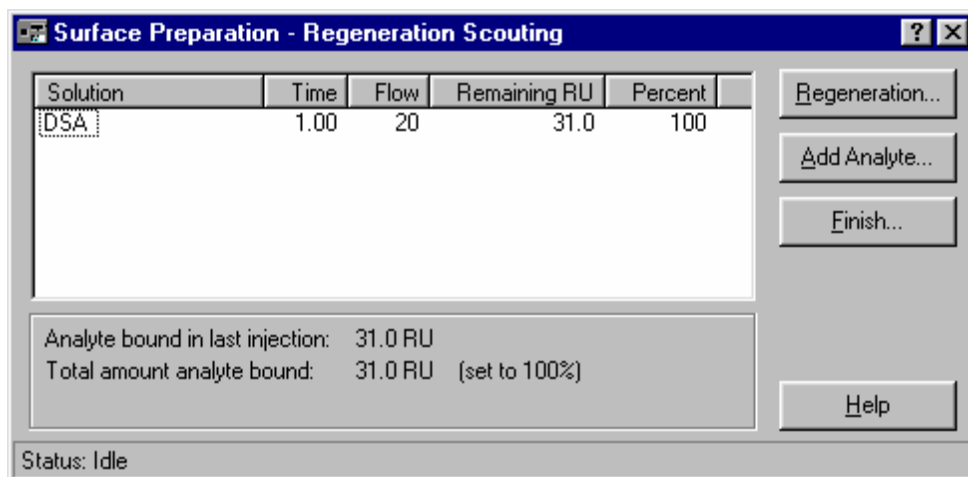 Surface Preparation - Regeneration Scouting
Solution Time Flow Remaining RU Percent
DSA 1.00 20 31.0 100
Regeneration...
Add Analyte...
Finish...
Analyte bound in last injection: 31.0 RU
Total amount analyte bound: 31.0 RU (set to 100%)
Help
Status: Idle